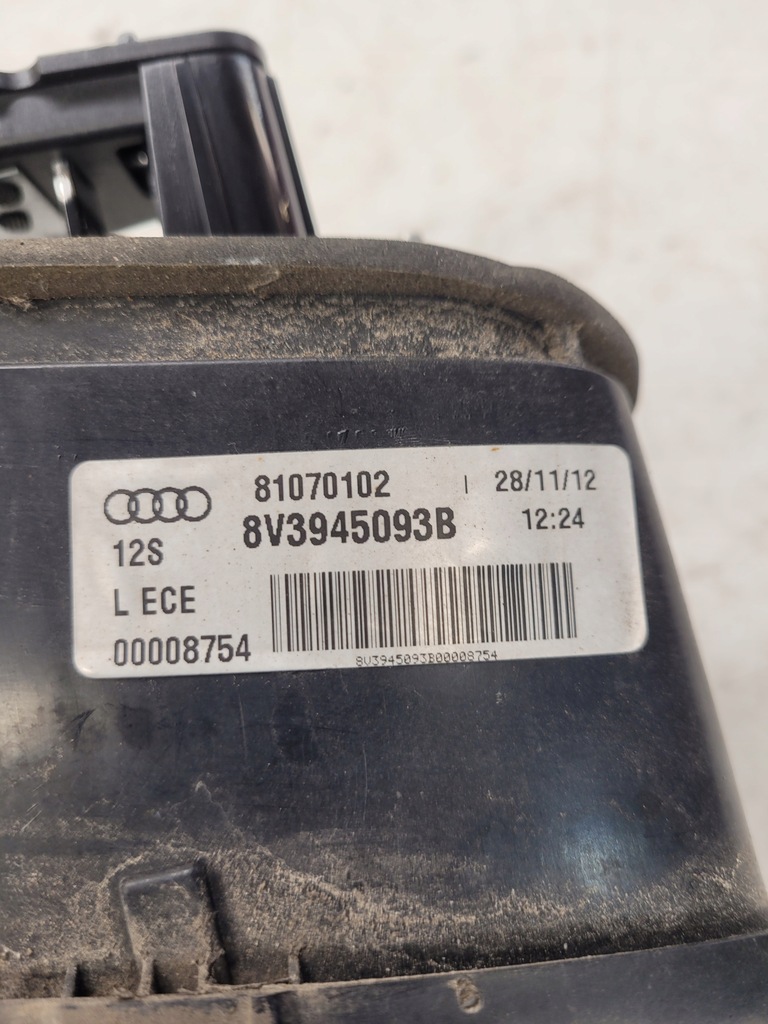 81070102 | 28/11/12
8V3945093B 12:24
12S
L ECE
00008754
8V3945093B00008754